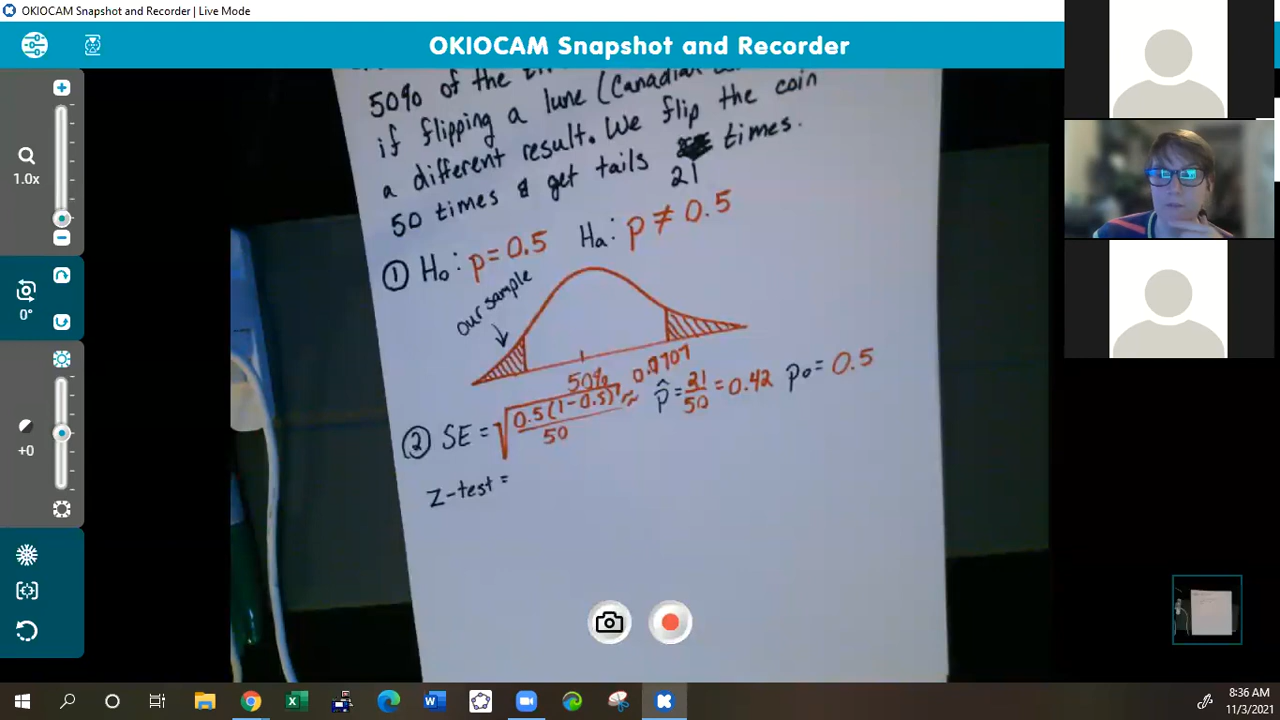 OKIOCAM Snapshot and Recorder | Live Mode
OKIOCAM Snapshot and Recorder
1.0x
0°
+0
50% of the
if flipping a lune (Canadian
a different result. We flip the coin
50 times & get tails times.
21
① Ho: p = 0.5 Ha: p ≠ 0.5
our sample
50%
② SE = √0.5(1-0.5)/50 ≈ 0.0707 p̂ = 21/50 = 0.42 po = 0.5
Z-test =
8:36 AM
11/3/2021